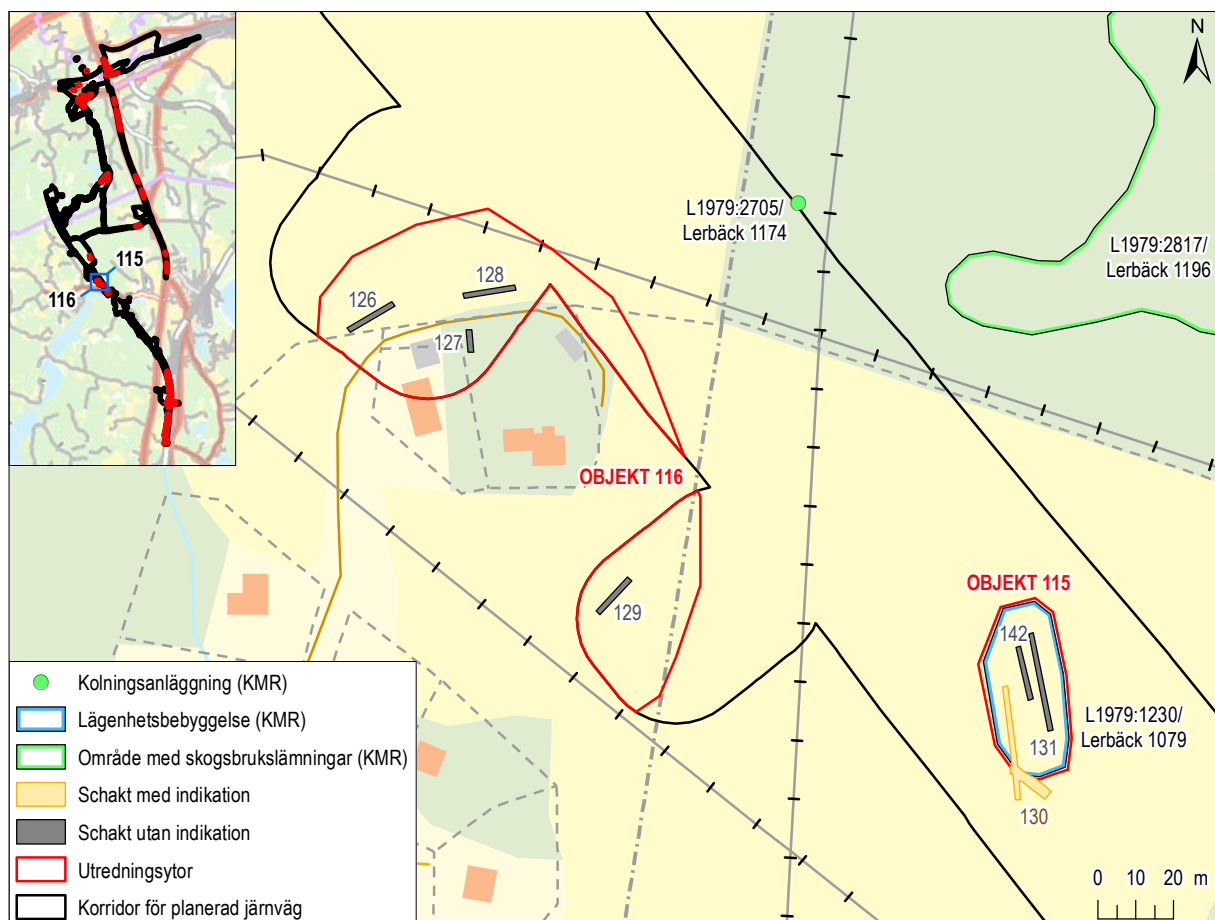 115
116
N
L1979:2705/
Lerbäck 1174
L1979:2817/
Lerbäck 1196
128
126
127
OBJEKT 116
129
OBJEKT 115
142
131
L1979:1230/
Lerbäck 1079
130
Kolningsanläggning (KMR)
Lägenhetsbebyggelse (KMR)
Område med skogsbrukslämningar (KMR)
Schakt med indikation
Schakt utan indikation
Utredningsytor
Korridor för planerad järnväg
0 10 20 m